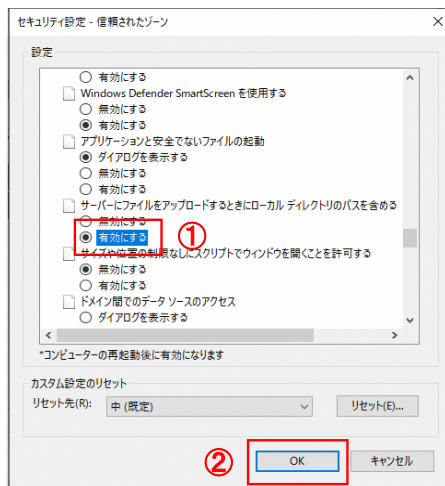 セキュリティ設定 - 信頼されたゾーン
設定
有効にする
Windows Defender SmartScreen を使用する
無効にする
有効にする
アプリケーションと安全でないファイルの起動
ダイアログを表示する
無効にする
有効にする
サーバーにファイルをアップロードするときにローカル ディレクトリのパスを含める
無効にする
有効にする
①
サイズや位置の制限なしにスクリプトでウィンドウを開くことを許可する
無効にする
有効にする
ドメイン間でのデータ ソースのアクセス
ダイアログを表示する
*コンピューターの再起動後に有効になります
カスタム設定のリセット
リセット先(R): 中 (既定) リセット(E)...
② OK キャンセル